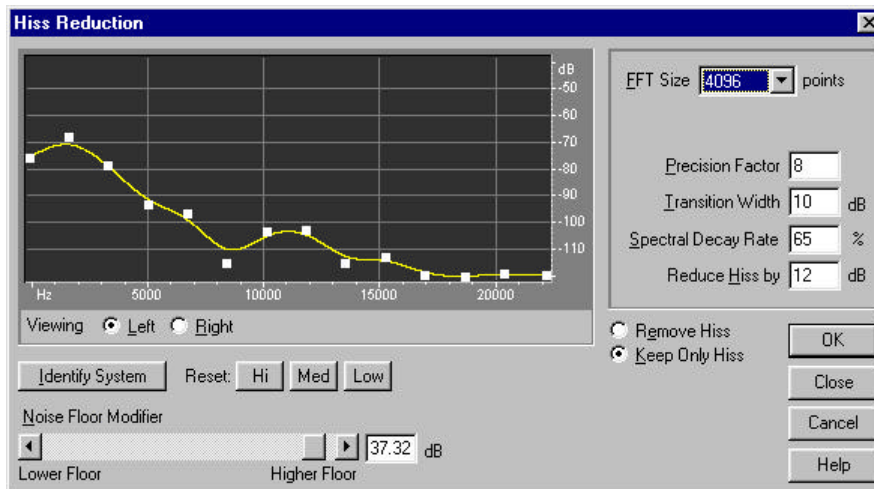 Hiss Reduction
dB
-50
-70
-80
-90
-100
-110
Hz 5000 10000 15000 20000
Viewing Left Right
Identify System Reset: Hi Med Low
Noise Floor Modifier
37.32 dB
Lower Floor Higher Floor
FFT Size 4096 points
Precision Factor 8
Transition Width 10 dB
Spectral Decay Rate 65 %
Reduce Hiss by 12 dB
Remove Hiss
Keep Only Hiss
OK
Close
Cancel
Help